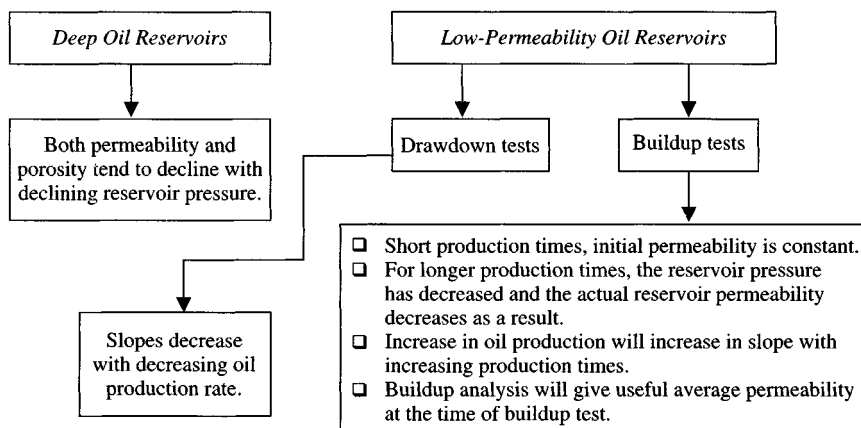 Deep Oil Reservoirs
Low-Permeability Oil Reservoirs
Both permeability and
porosity tend to decline with
declining reservoir pressure.
Drawdown tests
Buildup tests
Slopes decrease
with decreasing oil
production rate.
❑ Short production times, initial permeability is constant.
❑ For longer production times, the reservoir pressure
has decreased and the actual reservoir permeability
decreases as a result.
❑ Increase in oil production will increase in slope with
increasing production times.
❑ Buildup analysis will give useful average permeability
at the time of buildup test.